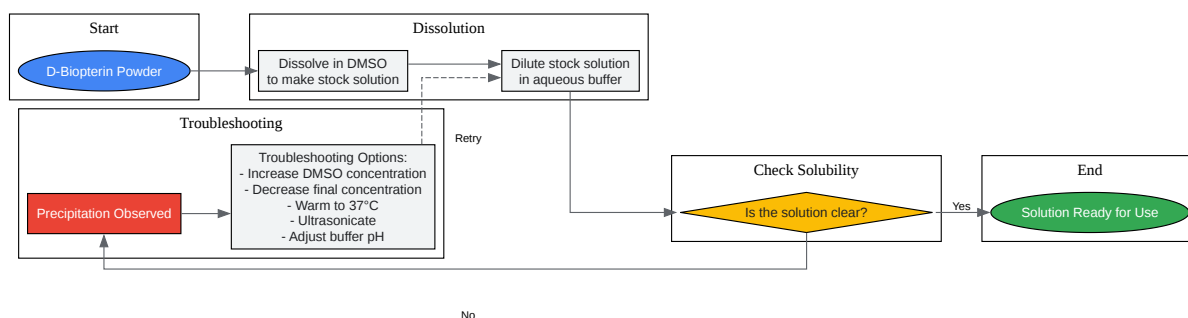 Start
D-Biopterin Powder
Dissolution
Dissolve in DMSO
to make stock solution
Dilute stock solution
in aqueous buffer
Troubleshooting
Precipitation Observed
Troubleshooting Options:
- Increase DMSO concentration
- Decrease final concentration
- Warm to 37°C
- Ultrasonicate
- Adjust buffer pH
Retry
Check Solubility
Is the solution clear?
Yes
End
Solution Ready for Use
No